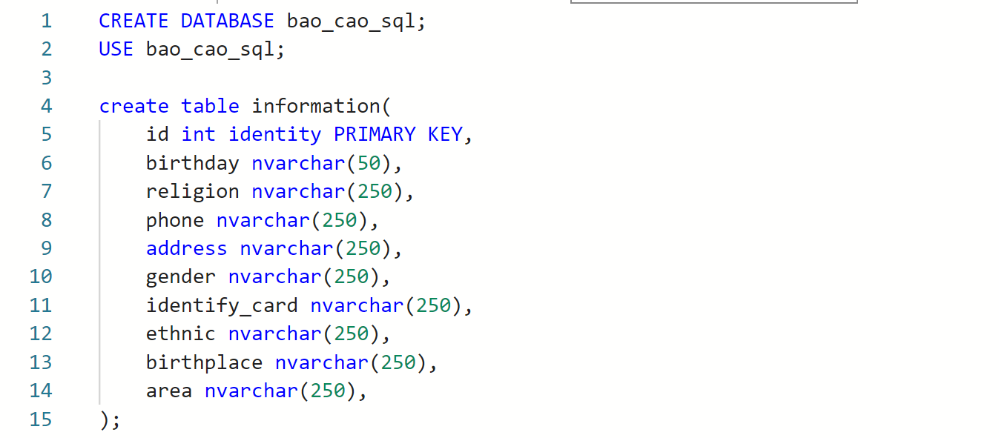 1 CREATE DATABASE bao_cao_sql;
2 USE bao_cao_sql;
3
4 create table information(
5     id int identity PRIMARY KEY,
6     birthday nvarchar(50),
7     religion nvarchar(250),
8     phone nvarchar(250),
9     address nvarchar(250),
10     gender nvarchar(250),
11     identify_card nvarchar(250),
12     ethnic nvarchar(250),
13     birthplace nvarchar(250),
14     area nvarchar(250),
15 );